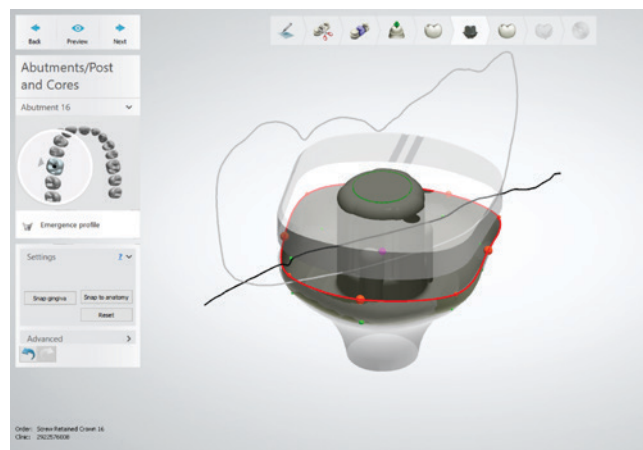 Back Preview Next
Abutments/Post
and Cores
Abutment 16
Emergence profile
Settings ?
Snap gingiva Snap to anatomy
Reset
Advanced
Order: Screw Retained Crown 16
Clinic: 2922576000